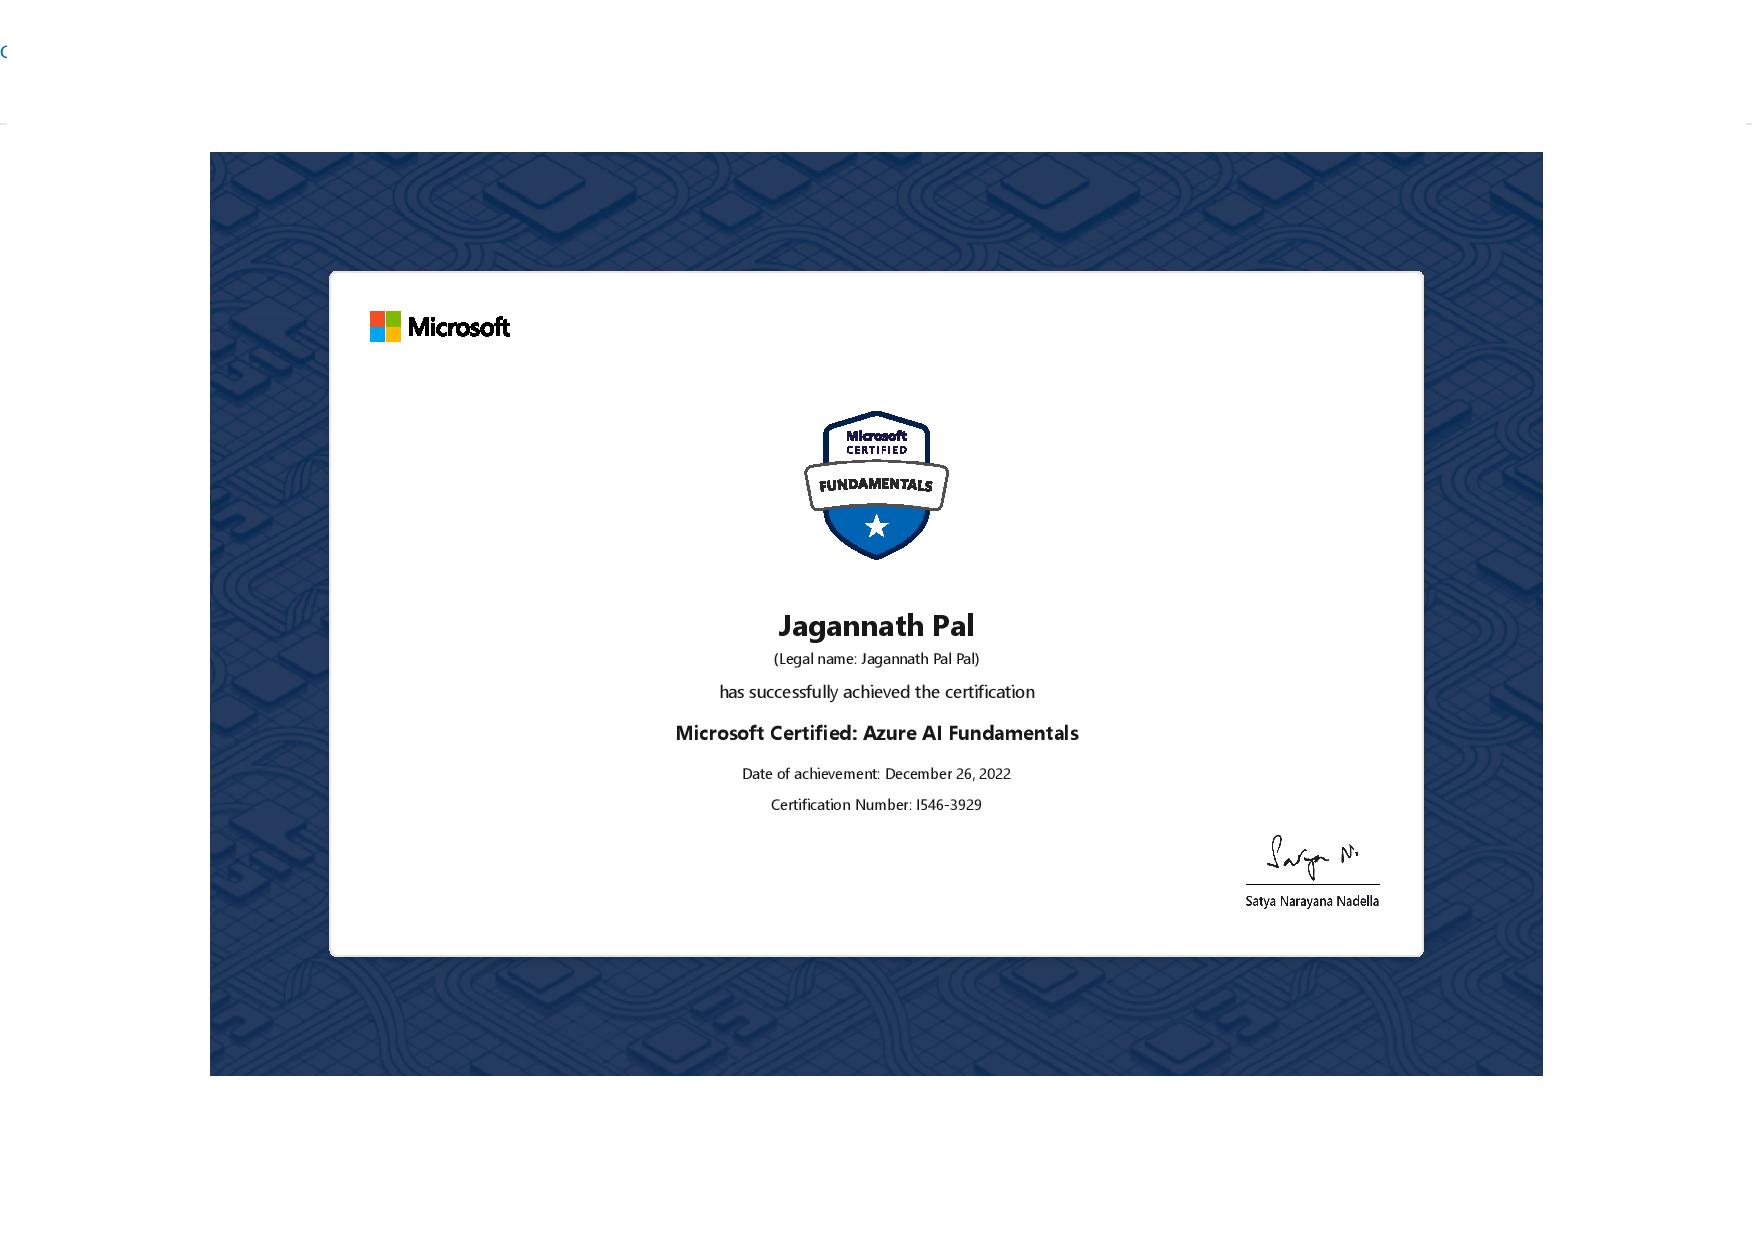 Microsoft
Microsoft
CERTIFIED
FUNDAMENTALS
Jagannath Pal
(Legal name: Jagannath Pal Pal)
has successfully achieved the certification
Microsoft Certified: Azure AI Fundamentals
Date of achievement: December 26, 2022
Certification Number: I546-3929
Satya N.
Satya Narayana Nadella